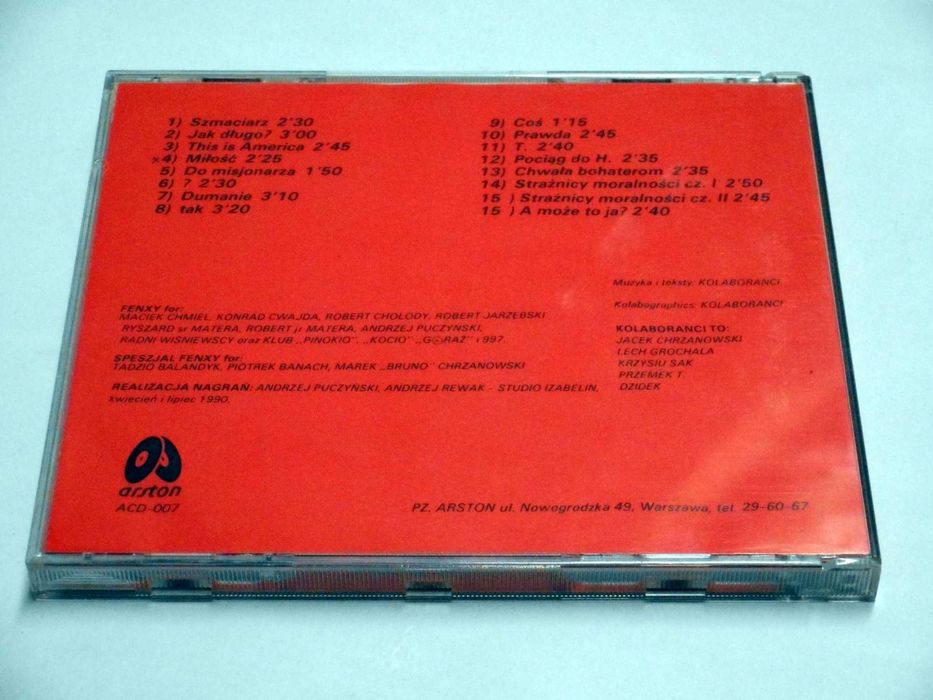 1) Szmaciarz 2'30
2) Jak długo? 3'00
3) This is America 2'45
×4) Miłość 2'25
5) Do misjonarza 1'50
6) ? 2'30
7) Dumanie 3'10
8) tak 3'20
9) Coś 1'15
10) Prawda 2'45
11) T. 2'40
12) Pociąg do H. 2'35
13) Chwała bohaterom 2'35
14) Strażnicy moralności cz. I 2'50
15 ) Strażnicy moralności cz. II 2'45
15 ) A może to ja? 2'40
Muzyka i teksty: KOLABORANCI
Kolabographics: KOLABORANCI
KOLABORANCI TO:
JACEK CHRZANOWSKI
LECH GROCHALA
KRZYSIU SAK
PRZEMEK T.
DZIDEK
FENXY for:
MACIEK CHMIEL, KONRAD CWAJDA, ROBERT CHOŁODY, ROBERT JARZĘBSKI
RYSZARD sr MATERA, ROBERT jr MATERA, ANDRZEJ PUCZYŃSKI,
RADNI WIŚNIEWSCY oraz KLUB „PINOKIO", „KOCIO" „GARAŻ" i 997.
SPESZJAL FENXY for:
TADZIO BALANDYK, PIOTREK BANACH, MAREK „BRUNO" CHRZANOWSKI
REALIZACJA NAGRAŃ: ANDRZEJ PUCZYŃSKI, ANDRZEJ REWAK - STUDIO IZABELIN,
kwiecień i lipiec 1990.
arston
ACD-007
PZ. ARSTON ul. Nowogrodzka 49, Warszawa, tel. 29-60-67